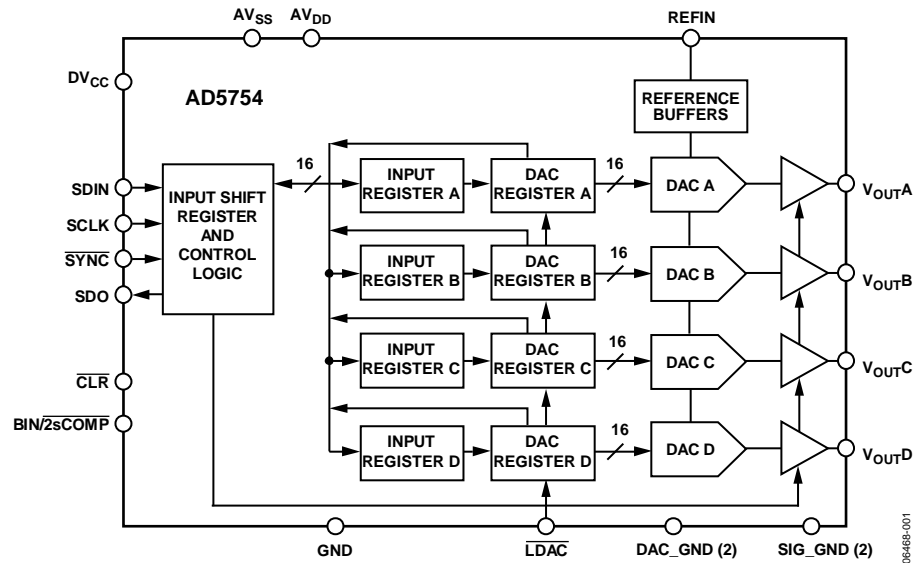 AVSS AVDD REFIN
DVCC
AD5754
REFERENCE
BUFFERS
16
INPUT
REGISTER A
DAC
REGISTER A
16
DAC A
VOUTA
SDIN
SCLK
SYNC
SDO
INPUT SHIFT
REGISTER
AND
CONTROL
LOGIC
INPUT
REGISTER B
DAC
REGISTER B
16
DAC B
VOUTB
INPUT
REGISTER C
DAC
REGISTER C
16
DAC C
VOUTC
CLR
BIN/2sCOMP
INPUT
REGISTER D
DAC
REGISTER D
16
DAC D
VOUTD
GND LDAC DAC_GND (2) SIG_GND (2)
06468-001